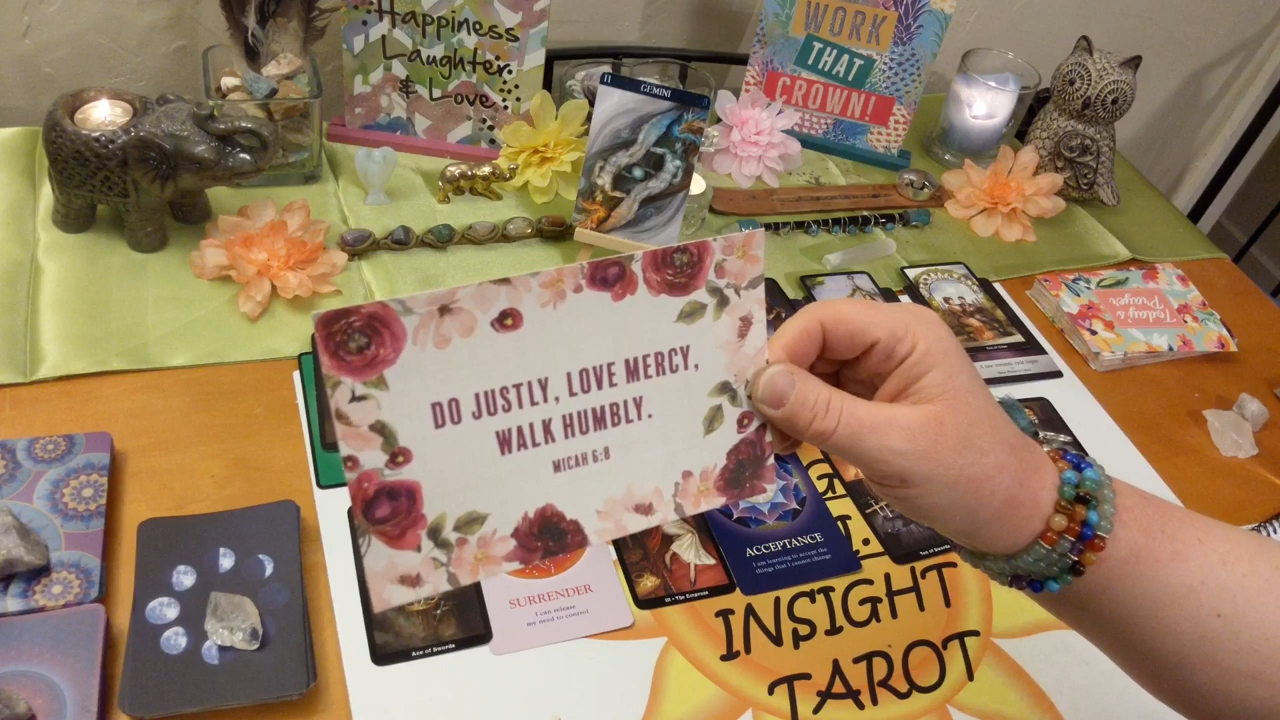 Happiness
Laughter
& Love
WORK
THAT
CROWN!
11
GEMINI
Today's
Prayer
DO JUSTLY, LOVE MERCY,
WALK HUMBLY.
MICAH 6:8
ACCEPTANCE
I am learning to accept the
things that I cannot change
SURRENDER
I can release
my need to control
III • The Empress
Ace of Swords
Ten of Swords
INSIGHT
TAROT